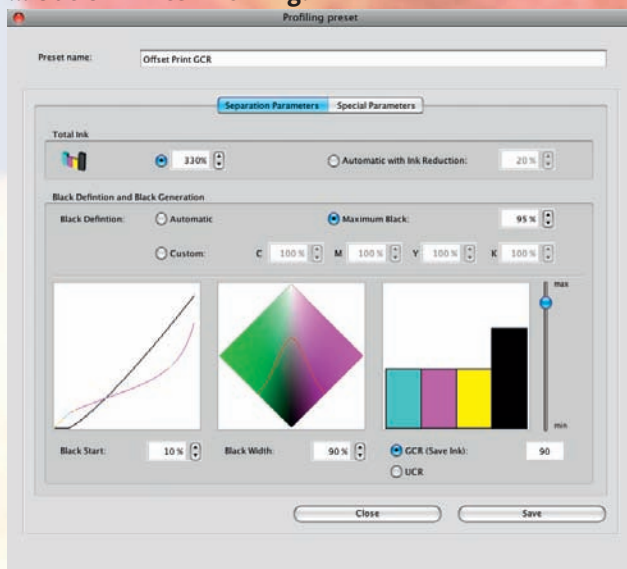 Profiling preset
Preset name: Offset Print GCR
Separation Parameters Special Parameters
Total Ink
330% Automatic with Ink Reduction: 20 %
Black Defintion and Black Generation
Black Defintion: Automatic Maximum Black: 95 %
Custom: C 100 % M 100 % Y 100 % K 100 %
max
min
Black Start: 10 % Black Width: 90 % GCR (Save Ink): 90
UCR
Close Save